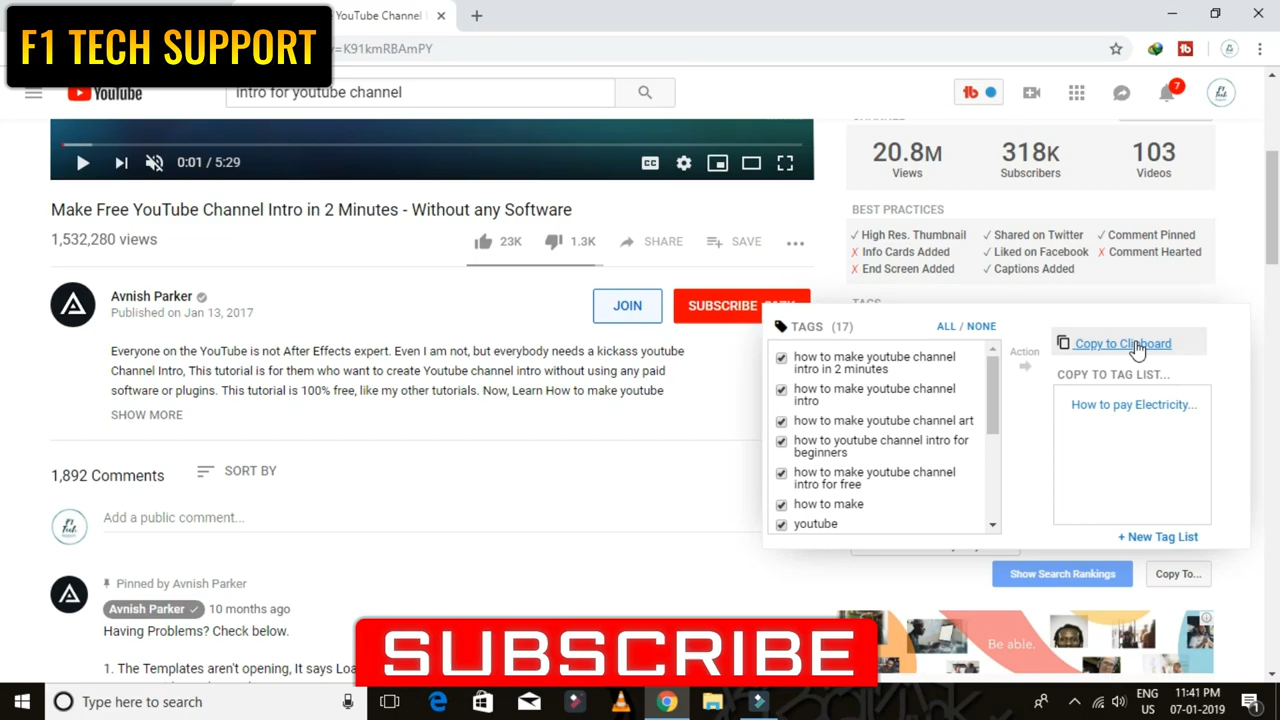 YouTube Channel I
F1 TECH SUPPORT
=K91kmRBAmPY
YouTube
intro for youtube channel
7
0:01 / 5:29
CC
20.8M
318K
103
Views
Subscribers
Videos
Make Free YouTube Channel Intro in 2 Minutes - Without any Software
1,532,280 views
23K
1.3K
SHARE
SAVE
BEST PRACTICES
✓ High Res. Thumbnail ✓ Shared on Twitter ✓ Comment Pinned
✗ Info Cards Added ✓ Liked on Facebook ✗ Comment Hearted
✗ End Screen Added ✓ Captions Added
TAGS
Avnish Parker
Published on Jan 13, 2017
JOIN
SUBSCRIBE
Everyone on the YouTube is not After Effects expert. Even I am not, but everybody needs a kickass youtube
Channel Intro, This tutorial is for them who want to create Youtube channel intro without using any paid
software or plugins. This tutorial is 100% free, like my other tutorials. Now, Learn How to make youtube
SHOW MORE
TAGS (17)
ALL / NONE
how to make youtube channel
intro in 2 minutes
how to make youtube channel
intro
how to make youtube channel art
how to youtube channel intro for
beginners
how to make youtube channel
intro for free
how to make
youtube
Action
Copy to Clipboard
COPY TO TAG LIST...
How to pay Electricity...
+ New Tag List
Show Search Rankings
Copy To...
1,892 Comments
SORT BY
Add a public comment...
Pinned by Avnish Parker
Avnish Parker ✓ 10 months ago
Having Problems? Check below.
1. The Templates aren't opening, It says Loa
Be able.
SUBSCRIBE
Type here to search
ENG
US
11:41 PM
07-01-2019
1